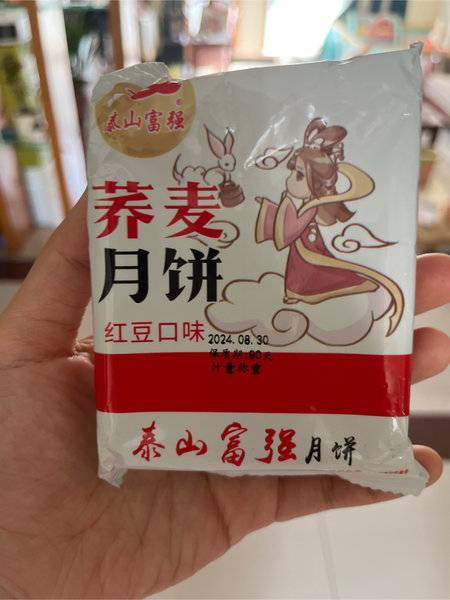 泰山富强®
荞麦
月饼
红豆口味
2024.08.30
保质期:90天
计量称重
泰山富强月饼